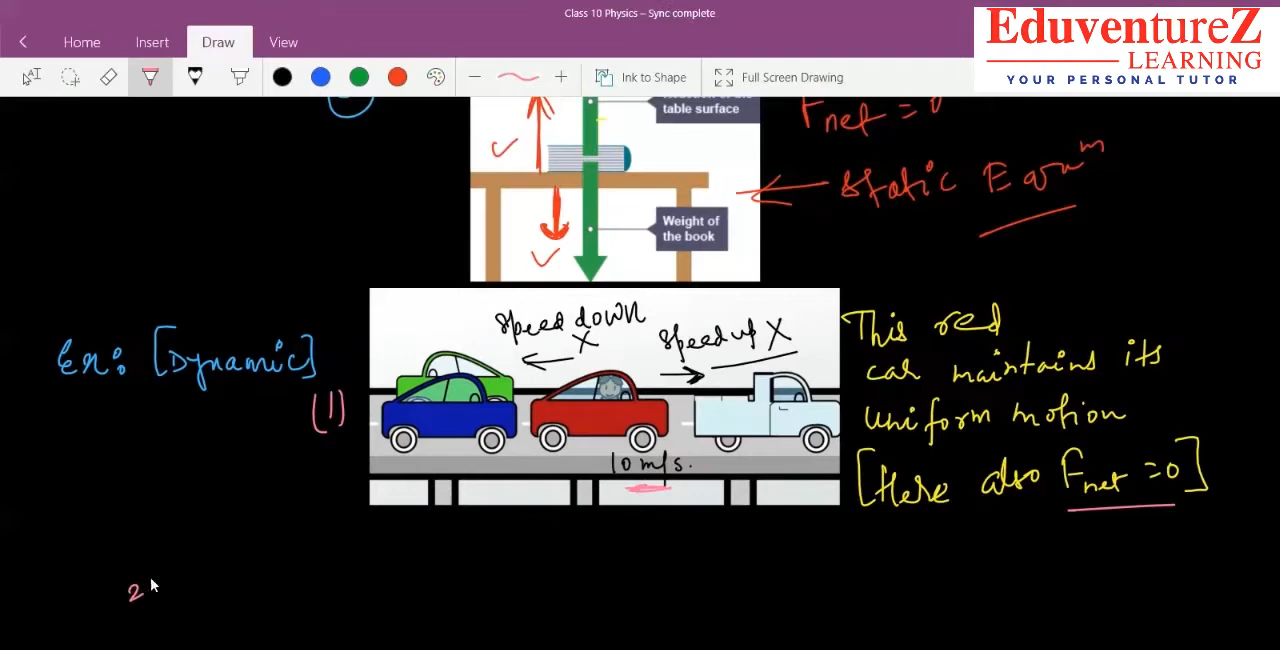 Class 10 Physics – Sync complete
EduventureZ
LEARNING
YOUR PERSONAL TUTOR
Home Insert Draw View
Ink to Shape
Full Screen Drawing
table surface
Fnet = 0
Static Eqmᵐ
Weight of
the book
Ex: [Dynamic]
(1)
Speed down
X
Speed up X
10 m/s.
This red
car maintains its
uniform motion
[Here also Fnet = 0]
2